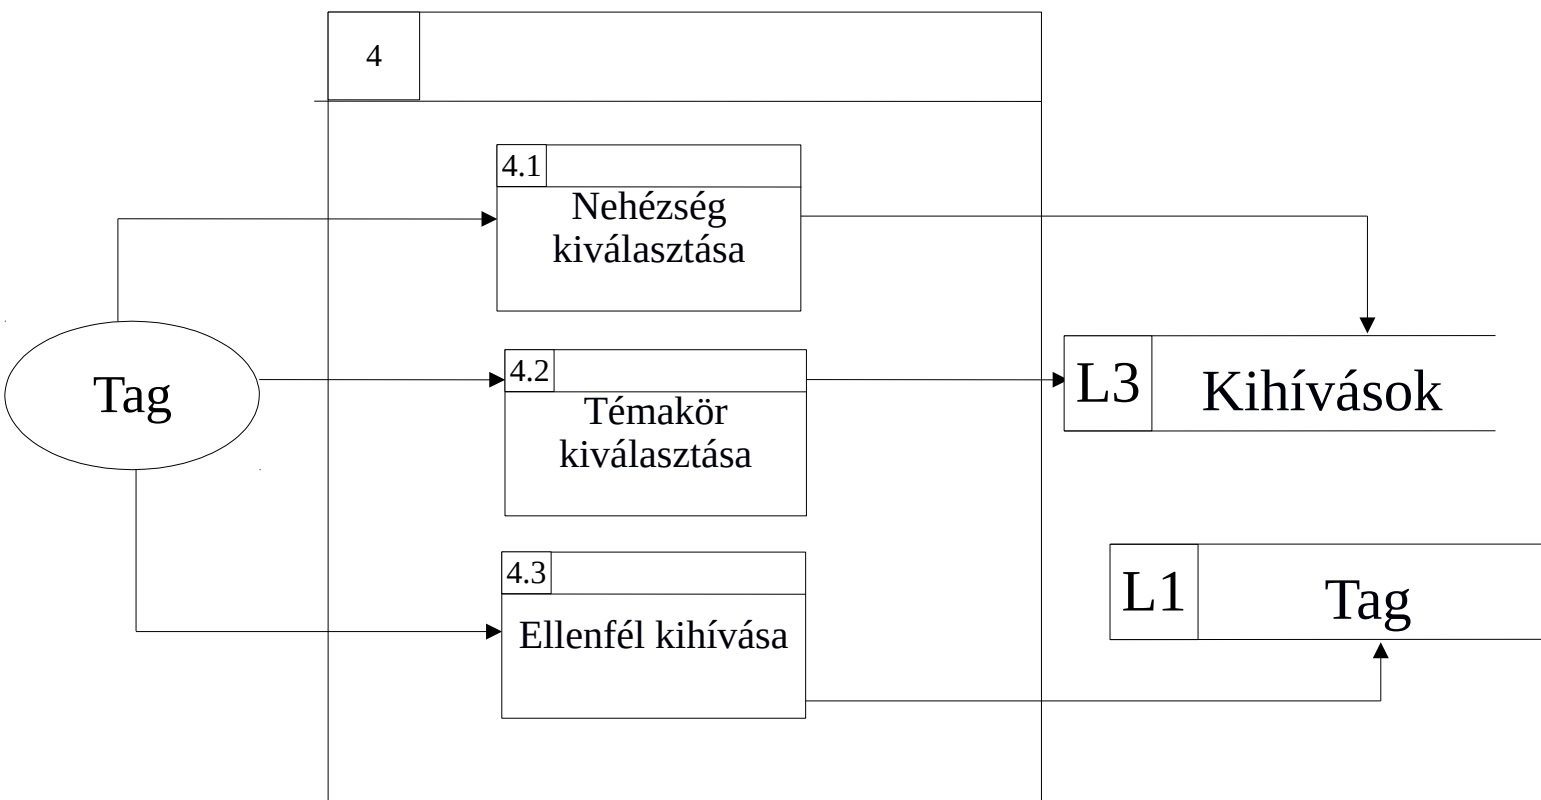 4
4.1
Nehézség
kiválasztása
Tag
4.2
Témakör
kiválasztása
L3
Kihívások
4.3
Ellenfél kihívása
L1
Tag